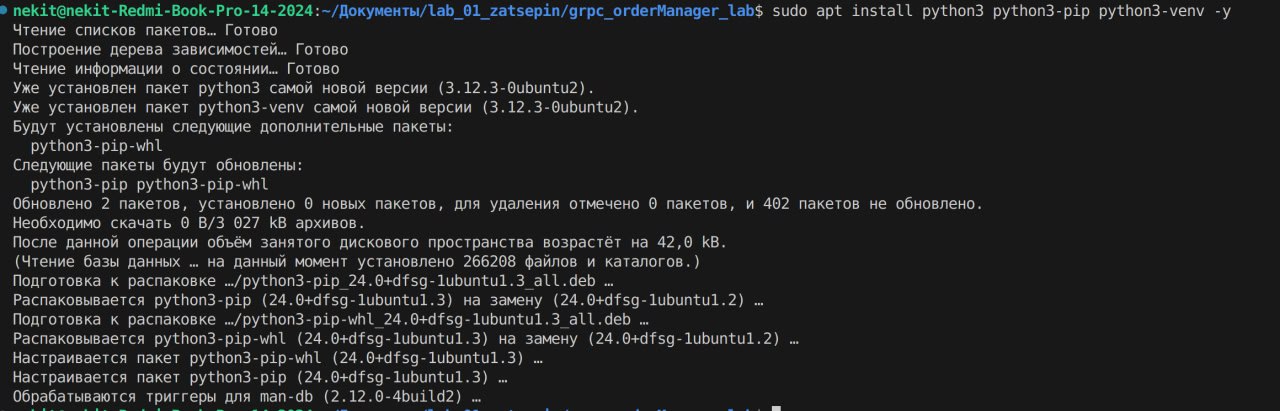 nekit@nekit-Redmi-Book-Pro-14-2024:~/Документы/lab_01_zatsepin/grpc_orderManager_lab$ sudo apt install python3 python3-pip python3-venv -y
Чтение списков пакетов… Готово
Построение дерева зависимостей… Готово
Чтение информации о состоянии… Готово
Уже установлен пакет python3 самой новой версии (3.12.3-0ubuntu2).
Уже установлен пакет python3-venv самой новой версии (3.12.3-0ubuntu2).
Будут установлены следующие дополнительные пакеты:
  python3-pip-whl
Следующие пакеты будут обновлены:
  python3-pip python3-pip-whl
Обновлено 2 пакетов, установлено 0 новых пакетов, для удаления отмечено 0 пакетов, и 402 пакетов не обновлено.
Необходимо скачать 0 B/3 027 kB архивов.
После данной операции объём занятого дискового пространства возрастёт на 42,0 kB.
(Чтение базы данных … на данный момент установлено 266208 файлов и каталогов.)
Подготовка к распаковке …/python3-pip_24.0+dfsg-1ubuntu1.3_all.deb …
Распаковывается python3-pip (24.0+dfsg-1ubuntu1.3) на замену (24.0+dfsg-1ubuntu1.2) …
Подготовка к распаковке …/python3-pip-whl_24.0+dfsg-1ubuntu1.3_all.deb …
Распаковывается python3-pip-whl (24.0+dfsg-1ubuntu1.3) на замену (24.0+dfsg-1ubuntu1.2) …
Настраивается пакет python3-pip-whl (24.0+dfsg-1ubuntu1.3) …
Настраивается пакет python3-pip (24.0+dfsg-1ubuntu1.3) …
Обрабатываются триггеры для man-db (2.12.0-4build2) …